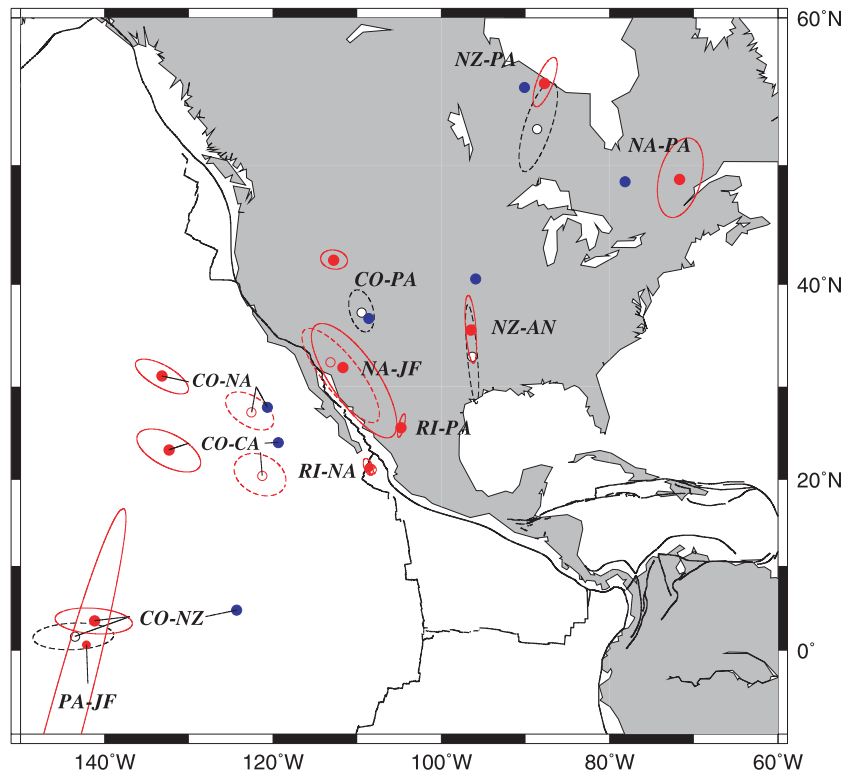 60˚N
NZ-PA
NA-PA
40˚N
CO-PA
NZ-AN
NA-JF
CO-NA
RI-PA
CO-CA
RI-NA
20˚N
CO-NZ
0˚
PA-JF
140˚W
120˚W
100˚W
80˚W
60˚W